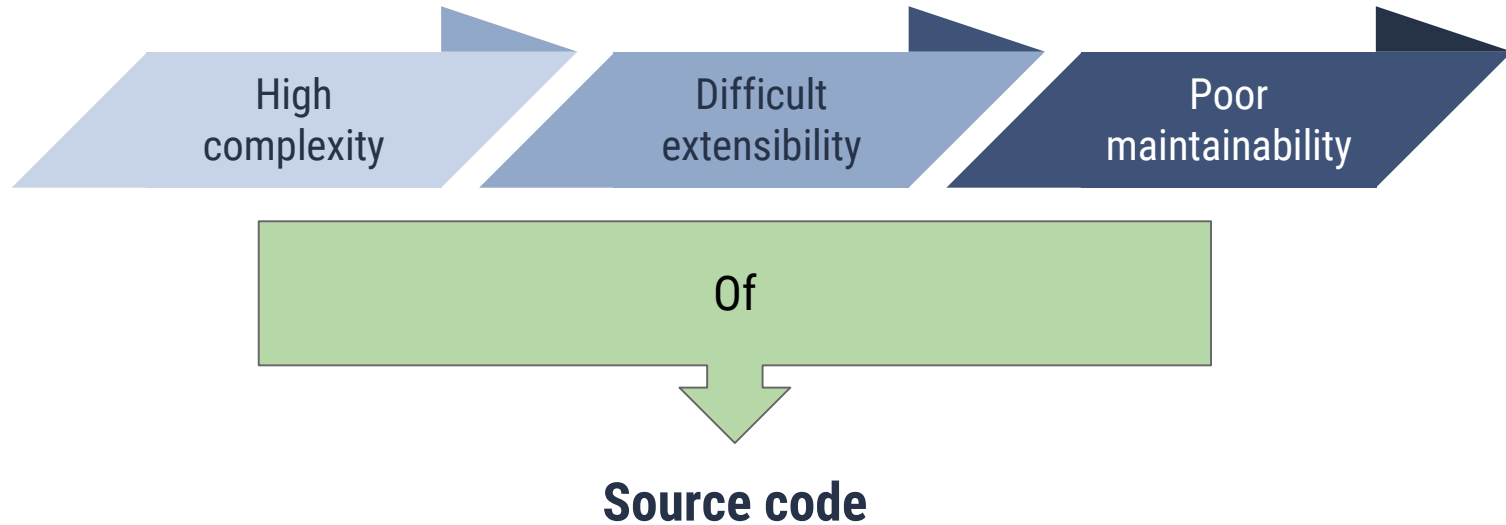 High
complexity
Difficult
extensibility
Poor
maintainability
Of
Source code